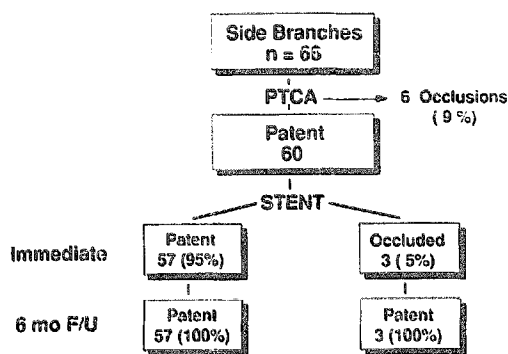 Side Branches
n = 66
PTCA
6 Occlusions
( 9 %)
Patent
60
STENT
Immediate
Patent
57 (95%)
Occluded
3 ( 5%)
6 mo F/U
Patent
57 (100%)
Patent
3 (100%)